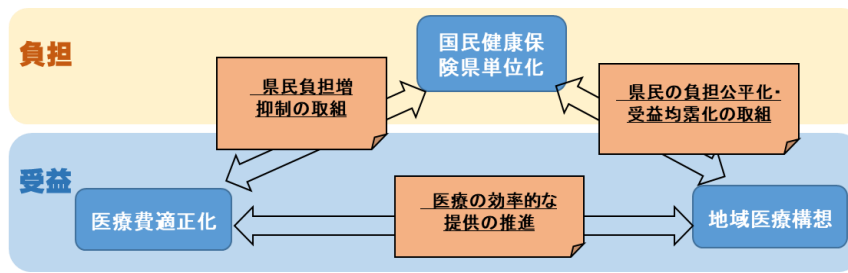 負担
国民健康保
険県単位化
県民負担増
抑制の取組
県民の負担公平化・
受益均霑化の取組
受益
医療費適正化
医療の効率的な
提供の推進
地域医療構想